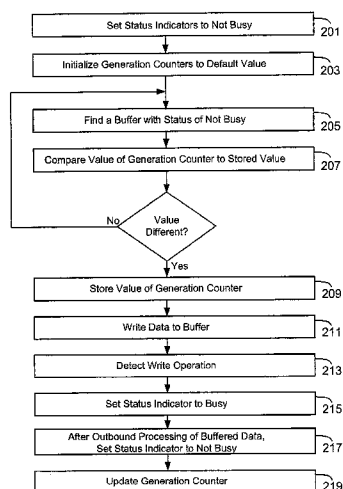 Set Status Indicators to Not Busy
201
Initialize Generation Counters to Default Value
203
Find a Buffer with Status of Not Busy
205
Compare Value of Generation Counter to Stored Value
207
No
Value
Different?
Yes
Store Value of Generation Counter
209
Write Data to Buffer
211
Detect Write Operation
213
Set Status Indicator to Busy
215
After Outbound Processing of Buffered Data,
Set Status Indicator to Not Busy
217
Update Generation Counter
219